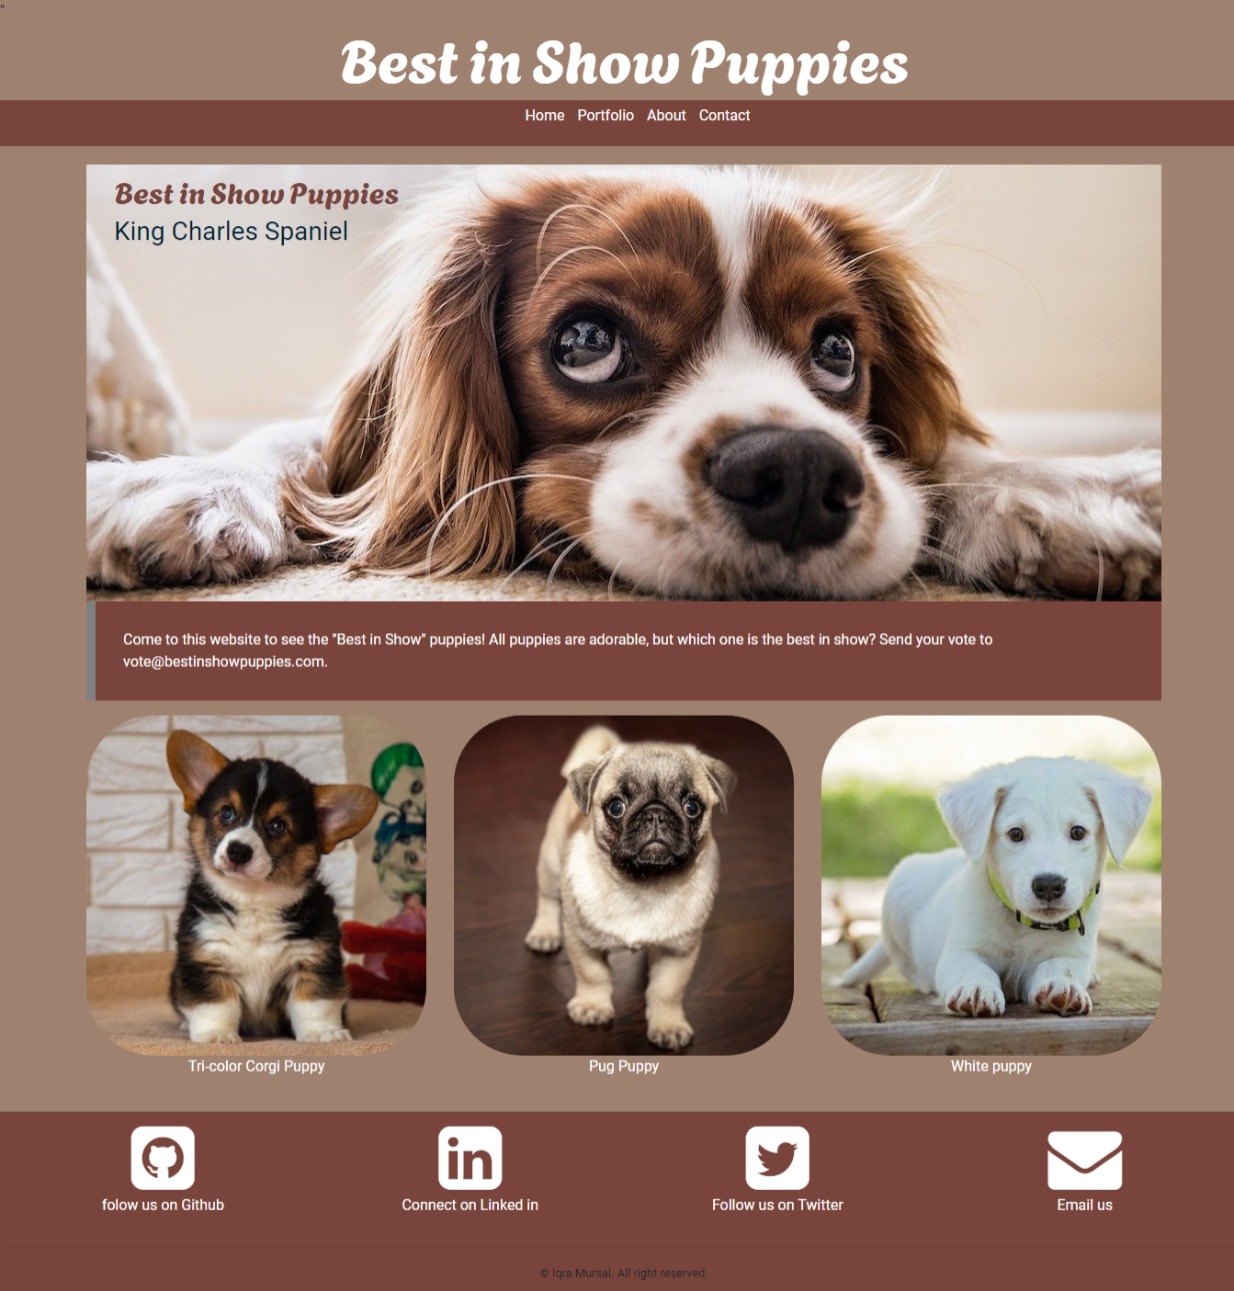 "
Best in Show Puppies
Home Portfolio About Contact
Best in Show Puppies
King Charles Spaniel
Come to this website to see the "Best in Show" puppies! All puppies are adorable, but which one is the best in show? Send your vote to
vote@bestinshowpuppies.com.
Tri-color Corgi Puppy
Pug Puppy
White puppy
in
folow us on Github
Connect on Linked in
Follow us on Twitter
Email us
© Iqra Mursal. All right reserved.